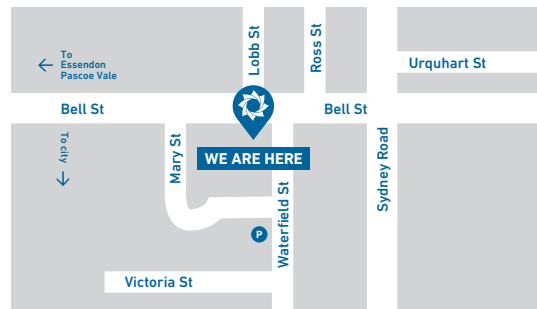 Lobb St
Ross St
To
Essendon
Pascoe Vale
Urquhart St
Bell St
Bell St
To city
Mary St
WE ARE HERE
Sydney Road
Waterfield St
P
Victoria St